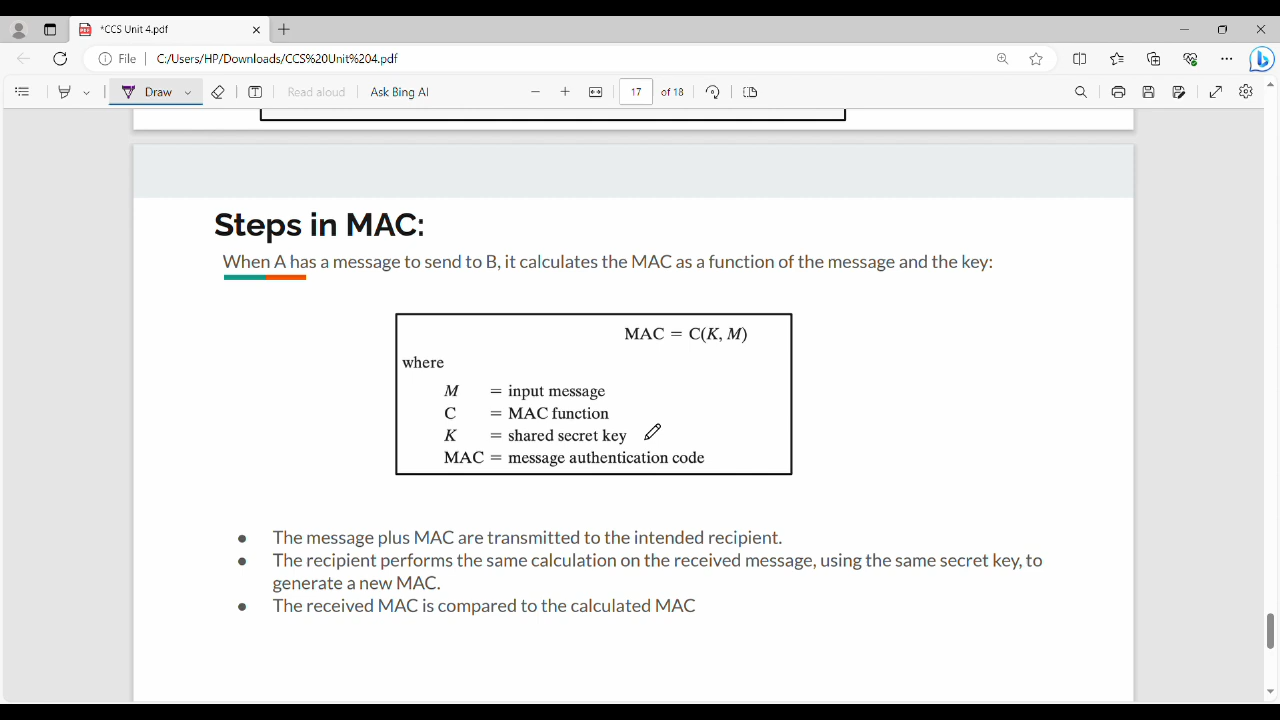 *CCS Unit 4.pdf
File
C:/Users/HP/Downloads/CCS%20Unit%204.pdf
Draw
Read aloud
Ask Bing AI
17 of 18
Steps in MAC:
When A has a message to send to B, it calculates the MAC as a function of the message and the key:
MAC = C(K, M)
where
M = input message
C = MAC function
K = shared secret key
MAC = message authentication code
● The message plus MAC are transmitted to the intended recipient.
● The recipient performs the same calculation on the received message, using the same secret key, to
generate a new MAC.
● The received MAC is compared to the calculated MAC